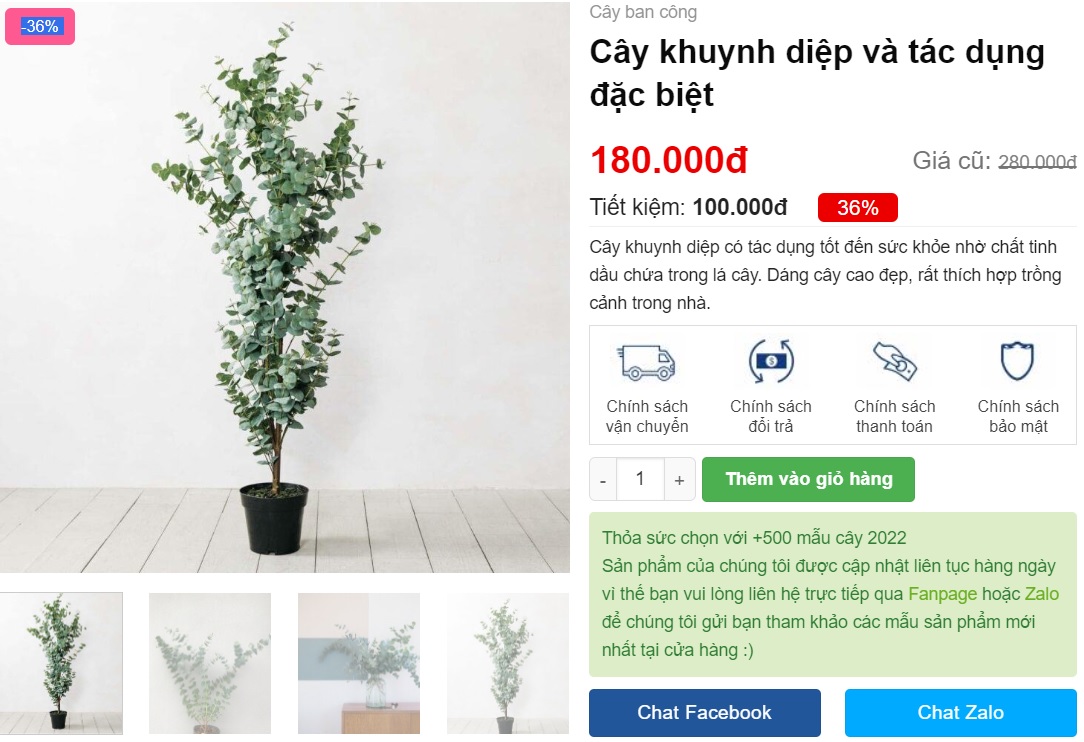 -36%
Cây ban công
Cây khuynh diệp và tác dụng
đặc biệt
180.000đ
Giá cũ: 280.000đ
Tiết kiệm: 100.000đ 36%
Cây khuynh diệp có tác dụng tốt đến sức khỏe nhờ chất tinh
dầu chứa trong lá cây. Dáng cây cao đẹp, rất thích hợp trồng
cảnh trong nhà.
Chính sách
vận chuyển
Chính sách
đổi trả
Chính sách
thanh toán
Chính sách
bảo mật
- 1 +
Thêm vào giỏ hàng
Thỏa sức chọn với +500 mẫu cây 2022
Sản phẩm của chúng tôi được cập nhật liên tục hàng ngày
vì thế bạn vui lòng liên hệ trực tiếp qua Fanpage hoặc Zalo
để chúng tôi gửi bạn tham khảo các mẫu sản phẩm mới
nhất tại cửa hàng :)
Chat Facebook
Chat Zalo